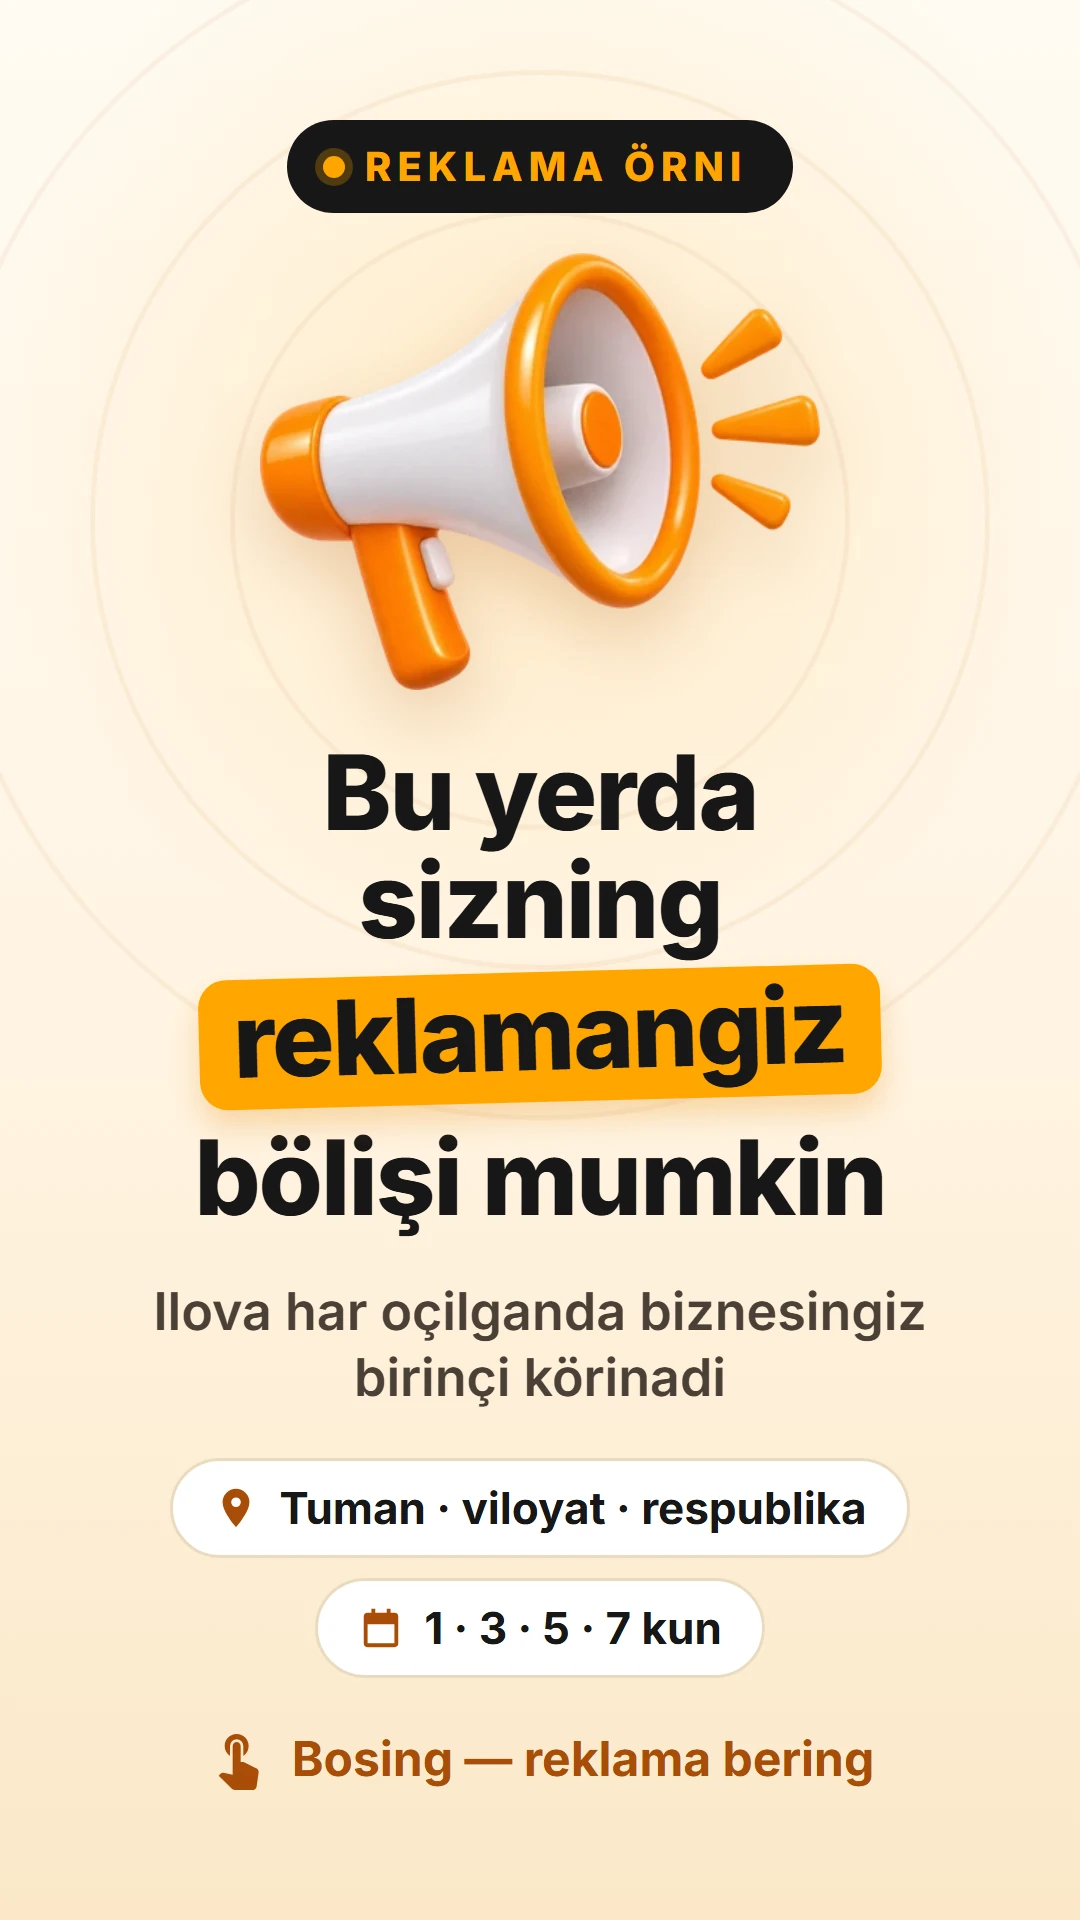 REKLAMA ÖRNI
Bu yerda
sizning
reklamangiz
bölişi mumkin
Ilova har oçilganda biznesingiz
birinçi körinadi
Tuman · viloyat · respublika
1 · 3 · 5 · 7 kun
Bosing — reklama bering